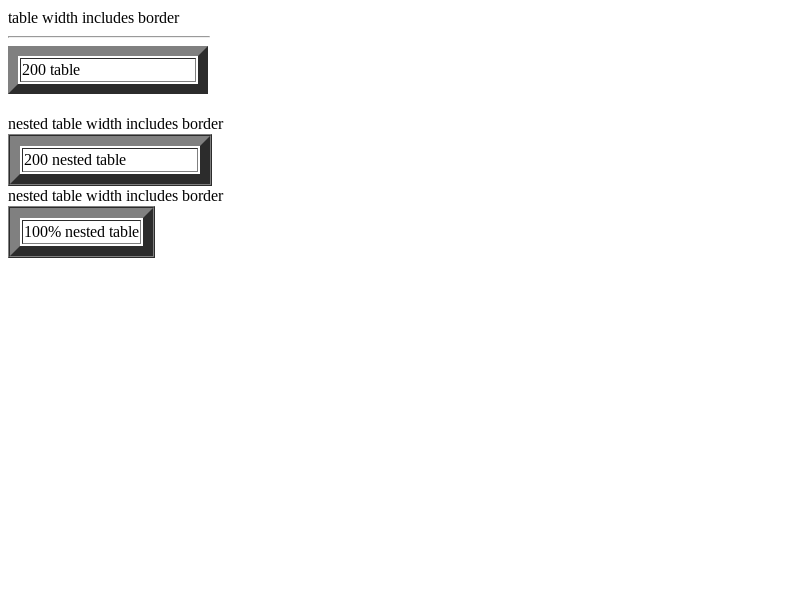 table width includes border
200 table
nested table width includes border
200 nested table
nested table width includes border
100% nested table